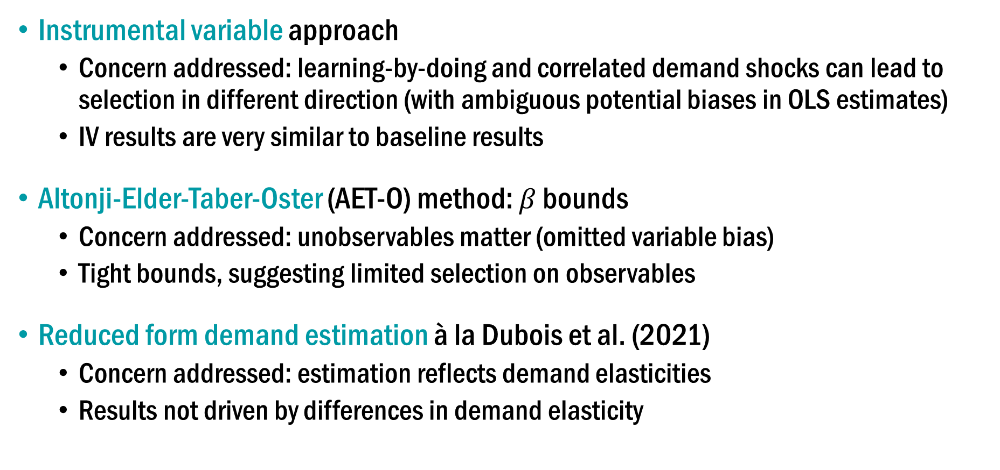 • Instrumental variable approach
• Concern addressed: learning-by-doing and correlated demand shocks can lead to
selection in different direction (with ambiguous potential biases in OLS estimates)
• IV results are very similar to baseline results
• Altonji-Elder-Taber-Oster (AET-O) method: β bounds
• Concern addressed: unobservables matter (omitted variable bias)
• Tight bounds, suggesting limited selection on observables
• Reduced form demand estimation à la Dubois et al. (2021)
• Concern addressed: estimation reflects demand elasticities
• Results not driven by differences in demand elasticity